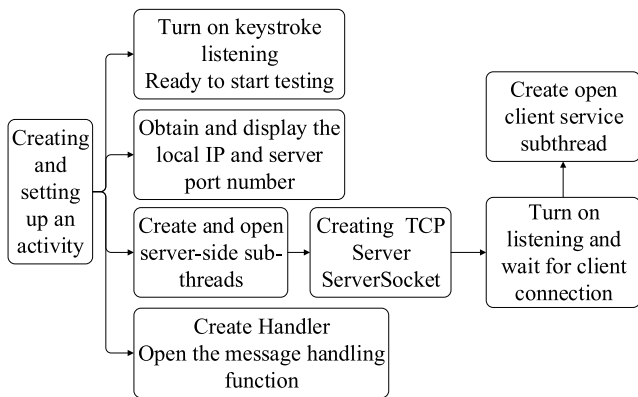 Creating
and
setting
up an
activity
Turn on keystroke
listening
Ready to start testing
Obtain and display the
local IP and server
port number
Create and open
server-side sub-
threads
Creating TCP
Server
ServerSocket
Turn on
listening and
wait for client
connection
Create open
client service
subthread
Create Handler
Open the message handling
function